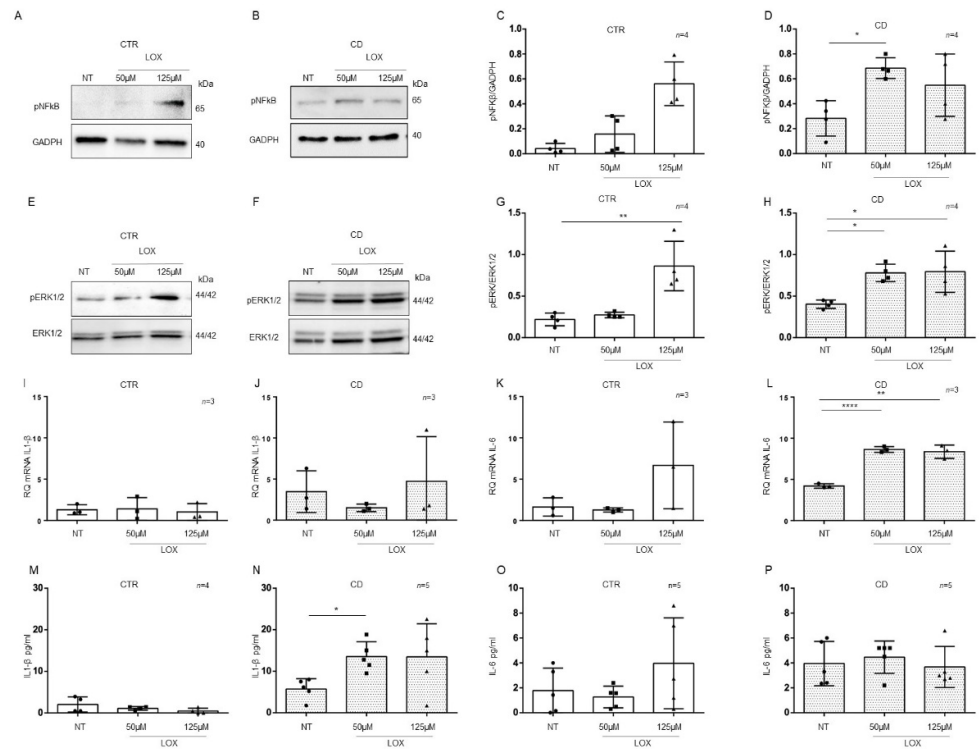 A
CTR
LOX
NT 50µM 125µM kDa
pNFkB 65
GADPH 40
B
CD
LOX
NT 50µM 125µM kDa
pNFkB 65
GADPH 40
C
CTR
n=4
pNFKβ/GADPH
1.0
0.8
0.6
0.4
0.2
0.0
NT 50µM 125µM
LOX
D
CD
n=4
*
pNFKβ/GADPH
1.0
0.8
0.6
0.4
0.2
0.0
NT 50µM 125µM
LOX
E
CTR
LOX
NT 50µM 125µM kDa
pERK1/2 44/42
ERK1/2 44/42
F
CD
LOX
NT 50µM 125µM kDa
pERK1/2 44/42
ERK1/2 44/42
G
CTR
n=4
**
pERK/ERK1/2
1.5
1.0
0.5
0.0
NT 50µM 125µM
LOX
H
CD
n=4
*
*
pERK/ERK1/2
1.5
1.0
0.5
0.0
NT 50µM 125µM
LOX
I
CTR
n=3
RQ mRNA IL1-β
15
10
5
0
NT 50µM 125µM
LOX
J
CD
n=3
RQ mRNA IL1-β
15
10
5
0
NT 50µM 125µM
LOX
K
CTR
n=3
RQ mRNA IL-6
15
10
5
0
NT 50µM 125µM
LOX
L
CD
n=3
**
****
RQ mRNA IL-6
15
10
5
0
NT 50µM 125µM
LOX
M
CTR
n=4
IL1-β pg/ml
30
20
10
0
NT 50µM 125µM
LOX
N
CD
n=5
*
IL1-β pg/ml
30
20
10
0
NT 50µM 125µM
LOX
O
CTR
n=5
IL-6 pg/ml
10
8
6
4
2
0
NT 50µM 125µM
LOX
P
CD
n=5
IL-6 pg/ml
10
8
6
4
2
0
NT 50µM 125µM
LOX